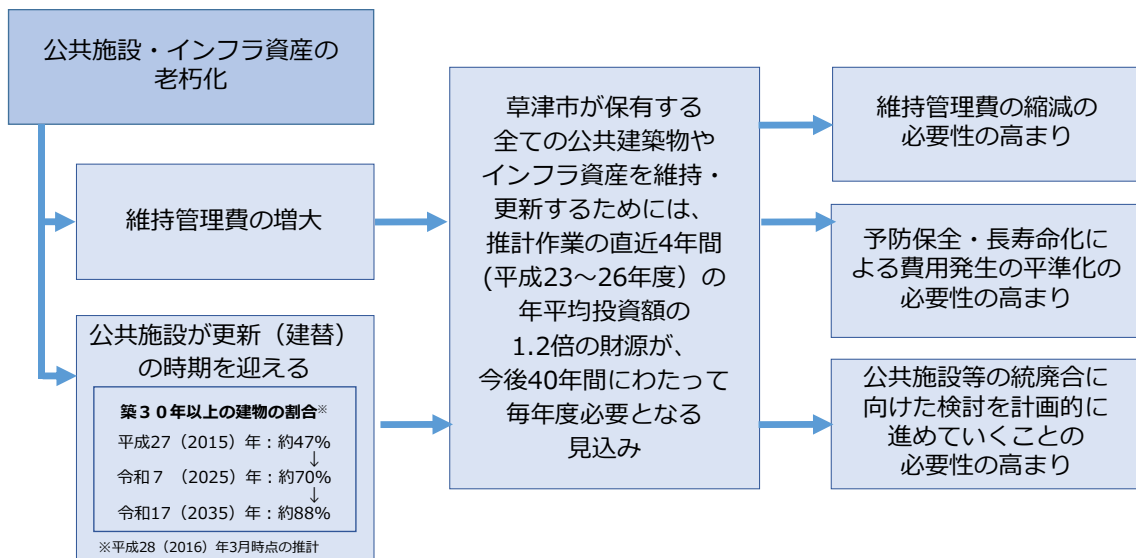 公共施設・インフラ資産の
老朽化
維持管理費の増大
公共施設が更新（建替）
の時期を迎える
築３０年以上の建物の割合※
平成27（2015）年：約47%
↓
令和７（2025）年：約70%
↓
令和17（2035）年：約88%
※平成28（2016）年3月時点の推計
草津市が保有する
全ての公共建築物や
インフラ資産を維持・
更新するためには、
推計作業の直近4年間
(平成23～26年度）の
年平均投資額の
1.2倍の財源が、
今後40年間にわたって
毎年度必要となる
見込み
維持管理費の縮減の
必要性の高まり
予防保全・長寿命化に
よる費用発生の平準化の
必要性の高まり
公共施設等の統廃合に
向けた検討を計画的に
進めていくことの
必要性の高まり